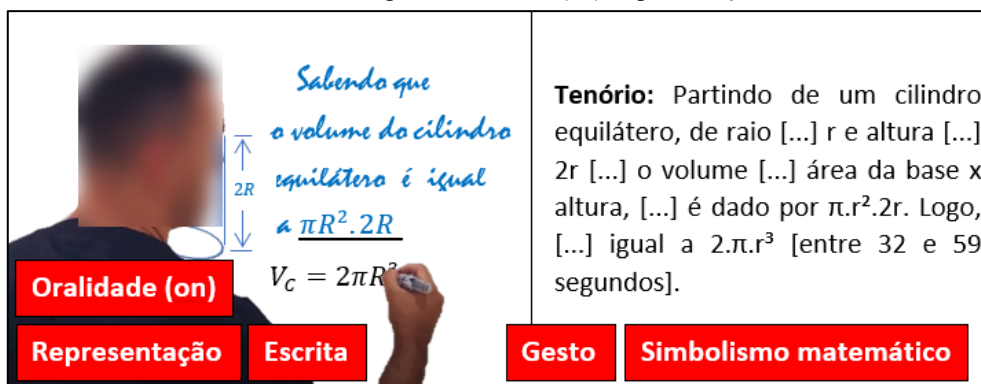 Sabendo que
o volume do cilindro
equilátero é igual
a πR².2R
2R
V_C = 2πR³
Oralidade (on)
Representação
Escrita
Tenório: Partindo de um cilindro
equilátero, de raio [...] r e altura [...]
2r [...] o volume [...] área da base x
altura, [...] é dado por π.r².2r. Logo,
[...] igual a 2.π.r³ [entre 32 e 59
segundos].
Gesto
Simbolismo matemático